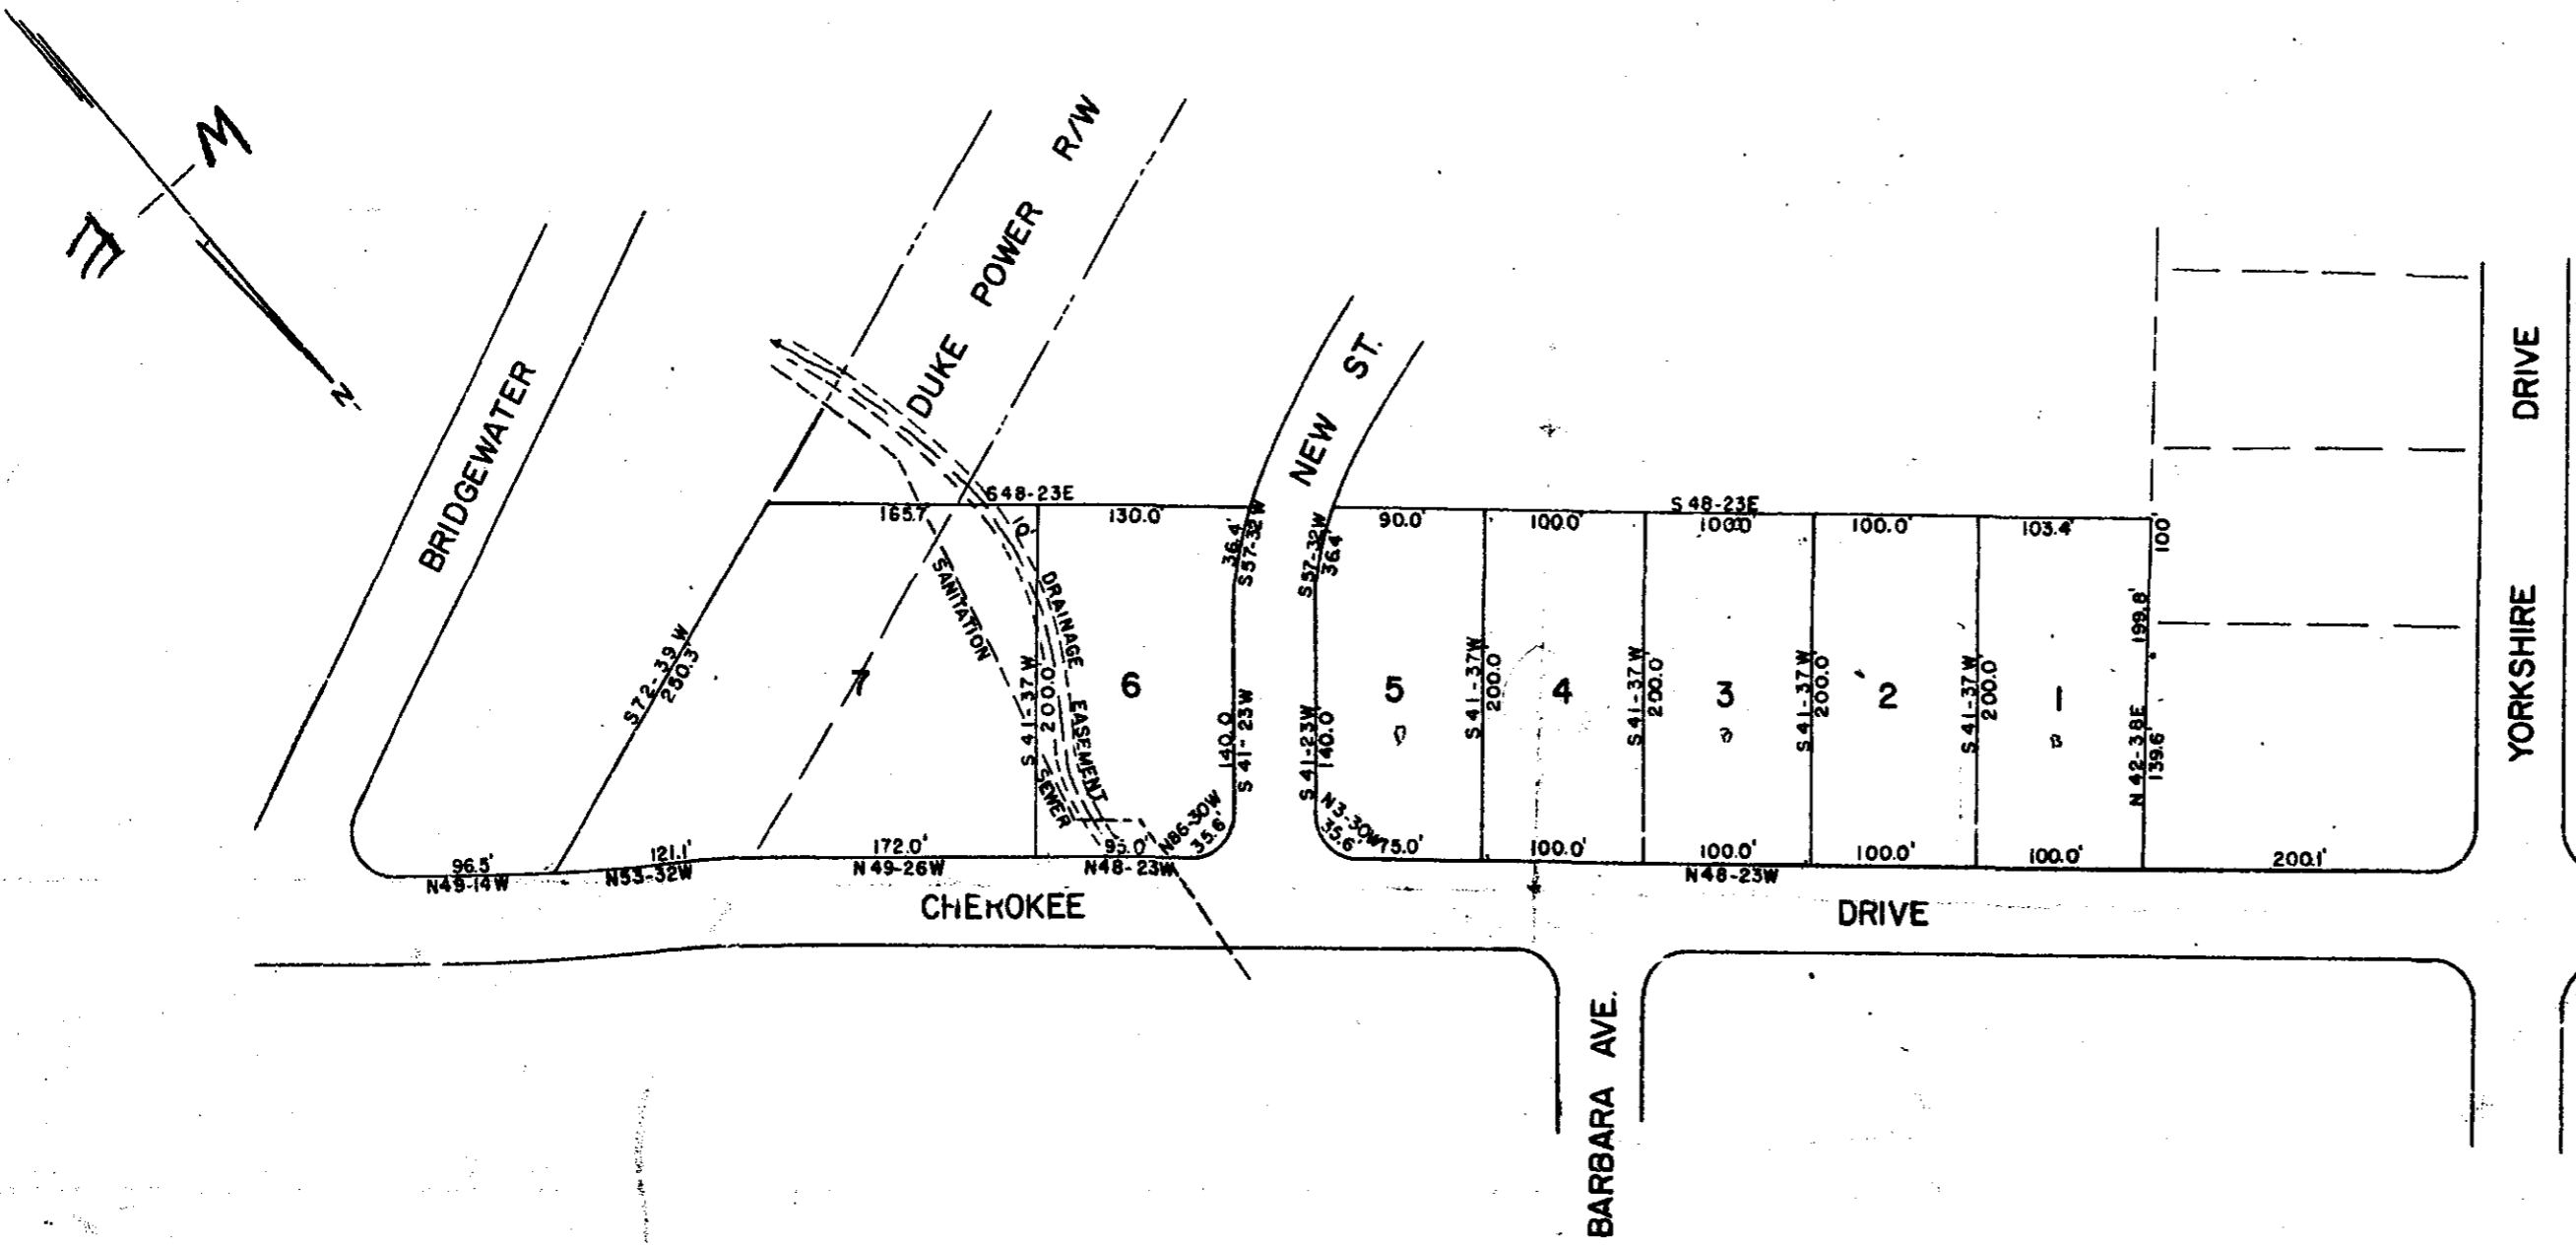 W
E
N
BRIDGEWATER
DUKE POWER R/W
NEW ST.
YORKSHIRE DRIVE
S48-23E
165.7'
10'
130.0'
36.4'
S57-32W
S57-32W
36.4'
90.0'
100.0'
S 48-23E
100.0'
100.0'
103.4'
100'
SANITATION
SEWER
DRAINAGE EASEMENT
S72-39 W
250.3'
7
S 41-37 W
200.0'
6
140.0
S 41-23W
S 41-23W
140.0
5
S 41-37W
200.0'
4
S 41-37W
200.0'
3
S 41-37W
200.0'
2
S 41-37W
200.0'
1
N 42-38E 199.8'
139.6'
96.5'
N49-14W
121.1'
N53-32W
172.0'
N 49-26W
95.0'
N48-23W
N86-30W
35.6'
N3-30W
35.6'
75.0'
100.0'
100.0'
N48-23W
100.0'
100.0'
200.1'
CHEROKEE DRIVE
BARBARA AVE.